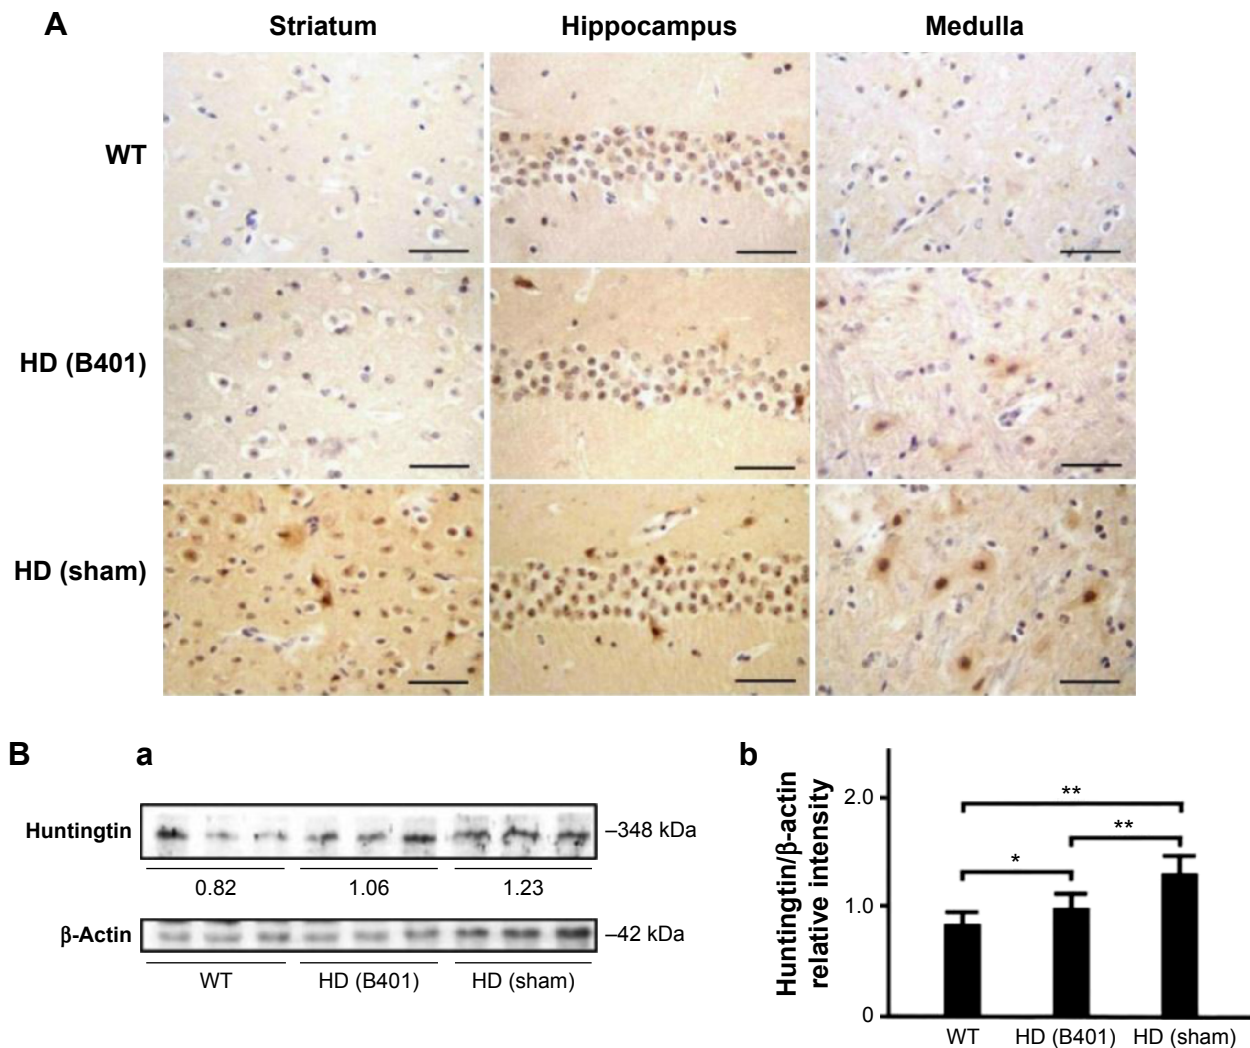 A
Striatum Hippocampus Medulla
WT
HD (B401)
HD (sham)
B a
Huntingtin –348 kDa
0.82 1.06 1.23
β-Actin –42 kDa
WT HD (B401) HD (sham)
b
Huntingtin/β-actin
relative intensity
2.0
1.0
0
**
**
*
WT HD (B401) HD (sham)